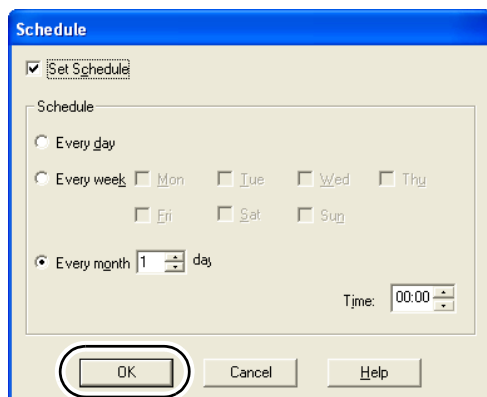 Schedule
Set Schedule
Schedule
Every day
Every week Mon Tue Wed Thu
Fri Sat Sun
Every month 1 day
Time: 00:00
OK Cancel Help